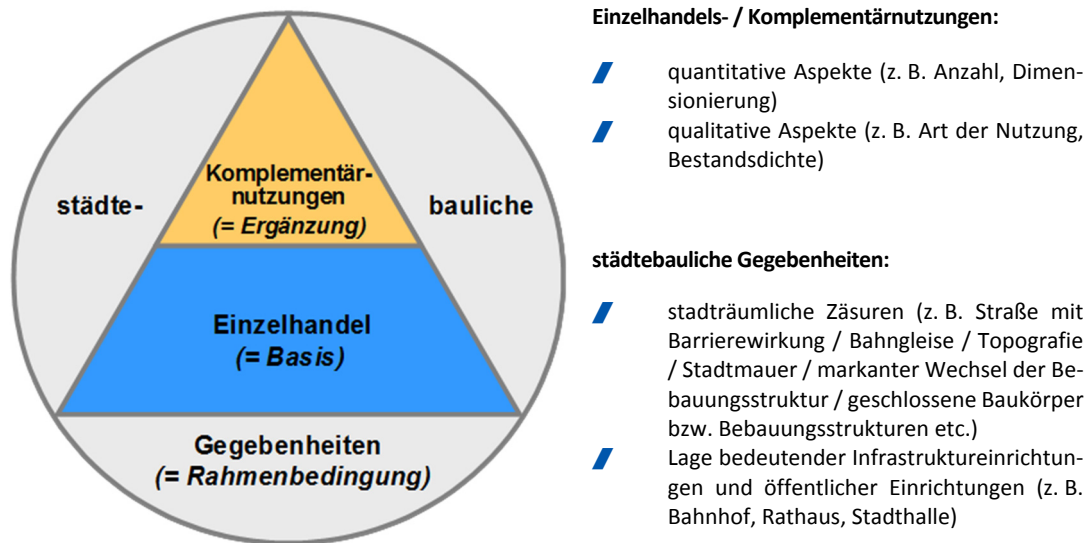 Komplementär-
nutzungen
(= Ergänzung)
städte-
bauliche
Einzelhandel
(= Basis)
Gegebenheiten
(= Rahmenbedingung)
Einzelhandels- / Komplementärnutzungen:
quantitative Aspekte (z. B. Anzahl, Dimen-
sionierung)
qualitative Aspekte (z. B. Art der Nutzung,
Bestandsdichte)
städtebauliche Gegebenheiten:
stadträumliche Zäsuren (z. B. Straße mit
Barrierewirkung / Bahngleise / Topografie
/ Stadtmauer / markanter Wechsel der Be-
bauungsstruktur / geschlossene Baukörper
bzw. Bebauungsstrukturen etc.)
Lage bedeutender Infrastruktureinrichtun-
gen und öffentlicher Einrichtungen (z. B.
Bahnhof, Rathaus, Stadthalle)